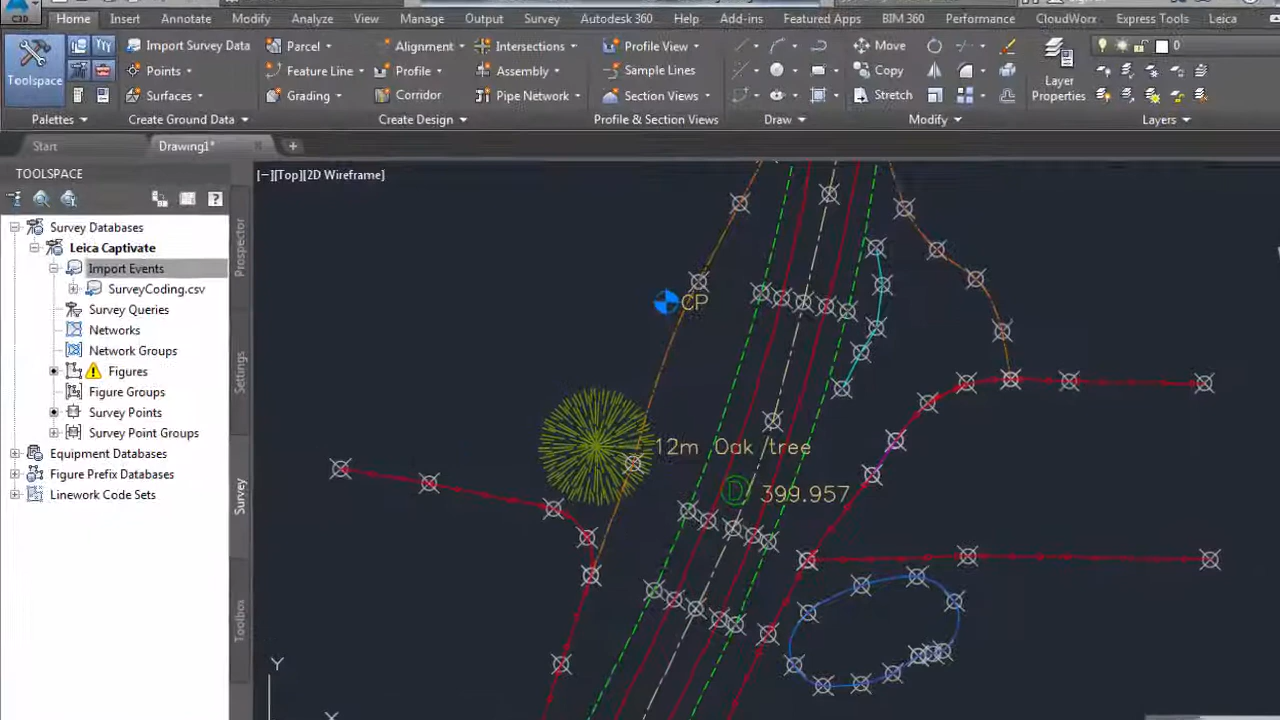 C3D
Home Insert Annotate Modify Analyze View Manage Output Survey Autodesk 360 Help Add-ins Featured Apps BIM 360 Performance CloudWorx Express Tools Leica
Toolspace
Import Survey Data
Points
Surfaces
Parcel
Feature Line
Grading
Alignment
Profile
Corridor
Intersections
Assembly
Pipe Network
Profile View
Sample Lines
Section Views
Move
Copy
Stretch
Layer
Properties
0
Palettes Create Ground Data Create Design Profile & Section Views Draw Modify Layers
Start Drawing1*
TOOLSPACE
[−][Top][2D Wireframe]
Survey Databases
Leica Captivate
Import Events
SurveyCoding.csv
Survey Queries
Networks
Network Groups
Figures
Figure Groups
Survey Points
Survey Point Groups
Equipment Databases
Figure Prefix Databases
Linework Code Sets
Prospector
Settings
Survey
Toolbox
CP
12m Oak /tree
D 399.957
Y
X